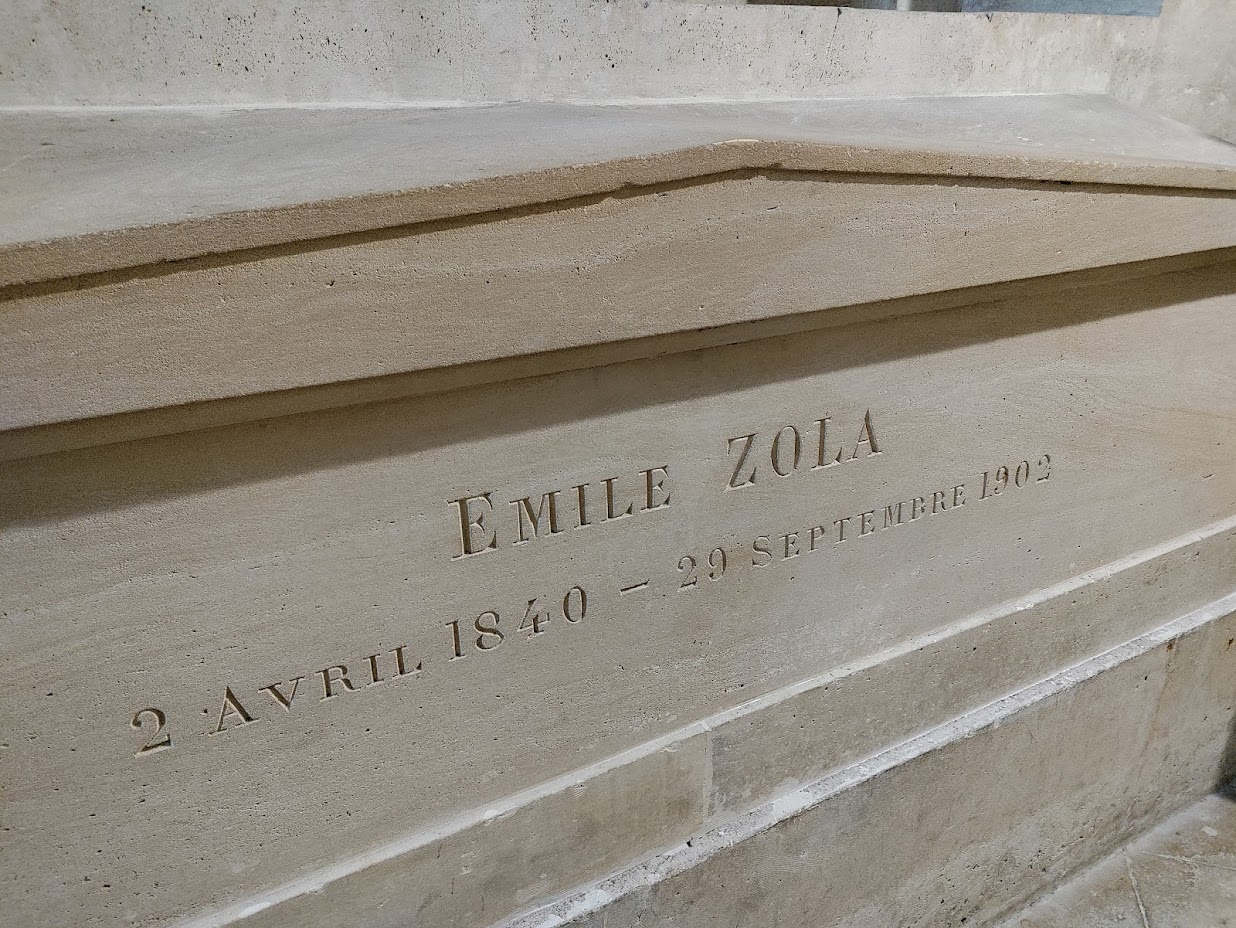 EMILE ZOLA
2 AVRIL 1840 – 29 SEPTEMBRE 1902